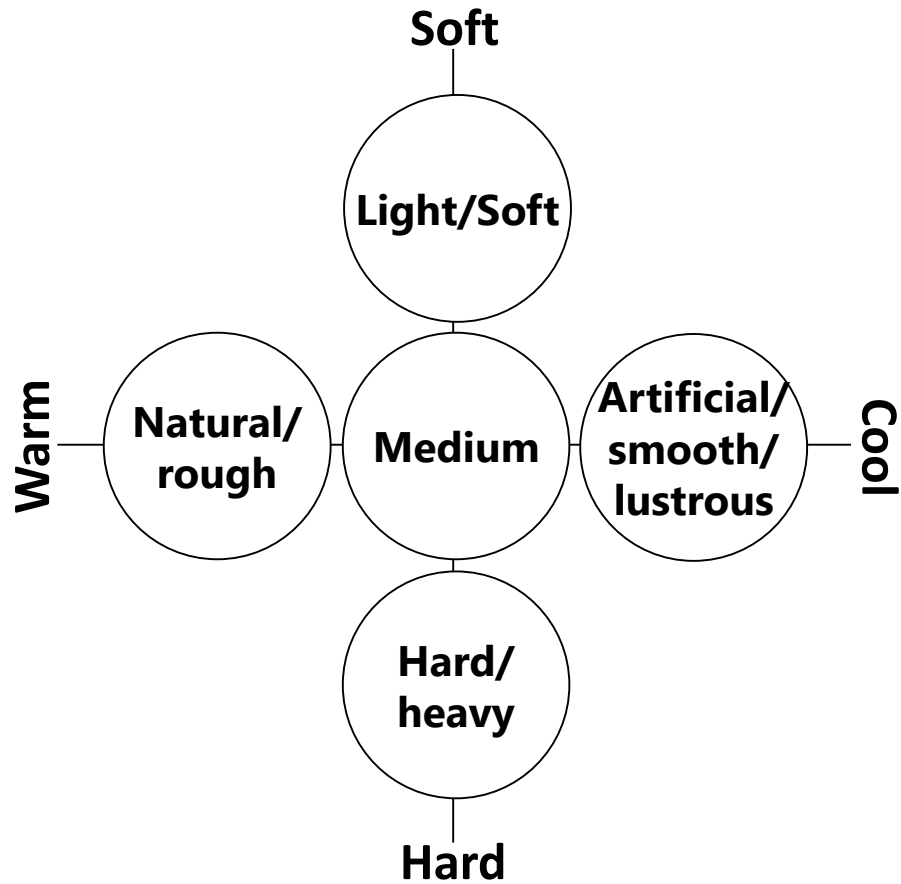 Soft
Light/Soft
Warm
Natural/
rough
Medium
Artificial/
smooth/
lustrous
Cool
Hard/
heavy
Hard